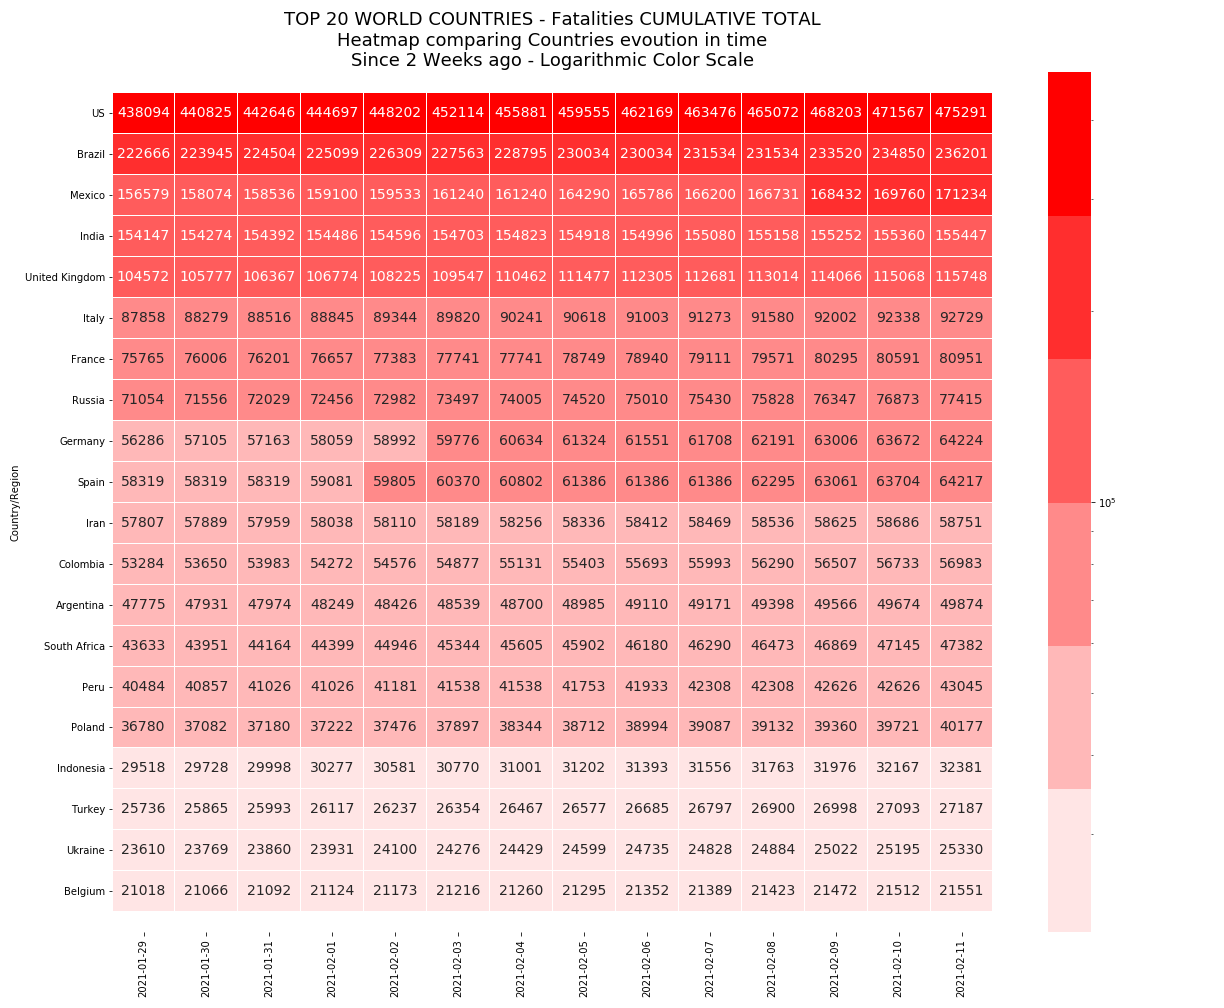 TOP 20 WORLD COUNTRIES - Fatalities CUMULATIVE TOTAL
Heatmap comparing Countries evoution in time
Since 2 Weeks ago - Logarithmic Color Scale
US 438094 440825 442646 444697 448202 452114 455881 459555 462169 463476 465072 468203 471567 475291
Brazil 222666 223945 224504 225099 226309 227563 228795 230034 230034 231534 231534 233520 234850 236201
Mexico 156579 158074 158536 159100 159533 161240 161240 164290 165786 166200 166731 168432 169760 171234
India 154147 154274 154392 154486 154596 154703 154823 154918 154996 155080 155158 155252 155360 155447
United Kingdom 104572 105777 106367 106774 108225 109547 110462 111477 112305 112681 113014 114066 115068 115748
Italy 87858 88279 88516 88845 89344 89820 90241 90618 91003 91273 91580 92002 92338 92729
France 75765 76006 76201 76657 77383 77741 77741 78749 78940 79111 79571 80295 80591 80951
Russia 71054 71556 72029 72456 72982 73497 74005 74520 75010 75430 75828 76347 76873 77415
Germany 56286 57105 57163 58059 58992 59776 60634 61324 61551 61708 62191 63006 63672 64224
Spain 58319 58319 58319 59081 59805 60370 60802 61386 61386 61386 62295 63061 63704 64217
Iran 57807 57889 57959 58038 58110 58189 58256 58336 58412 58469 58536 58625 58686 58751
Colombia 53284 53650 53983 54272 54576 54877 55131 55403 55693 55993 56290 56507 56733 56983
Argentina 47775 47931 47974 48249 48426 48539 48700 48985 49110 49171 49398 49566 49674 49874
South Africa 43633 43951 44164 44399 44946 45344 45605 45902 46180 46290 46473 46869 47145 47382
Peru 40484 40857 41026 41026 41181 41538 41538 41753 41933 42308 42308 42626 42626 43045
Poland 36780 37082 37180 37222 37476 37897 38344 38712 38994 39087 39132 39360 39721 40177
Indonesia 29518 29728 29998 30277 30581 30770 31001 31202 31393 31556 31763 31976 32167 32381
Turkey 25736 25865 25993 26117 26237 26354 26467 26577 26685 26797 26900 26998 27093 27187
Ukraine 23610 23769 23860 23931 24100 24276 24429 24599 24735 24828 24884 25022 25195 25330
Belgium 21018 21066 21092 21124 21173 21216 21260 21295 21352 21389 21423 21472 21512 21551
2021-01-29 2021-01-30 2021-01-31 2021-02-01 2021-02-02 2021-02-03 2021-02-04 2021-02-05 2021-02-06 2021-02-07 2021-02-08 2021-02-09 2021-02-10 2021-02-11
Country/Region
10⁵